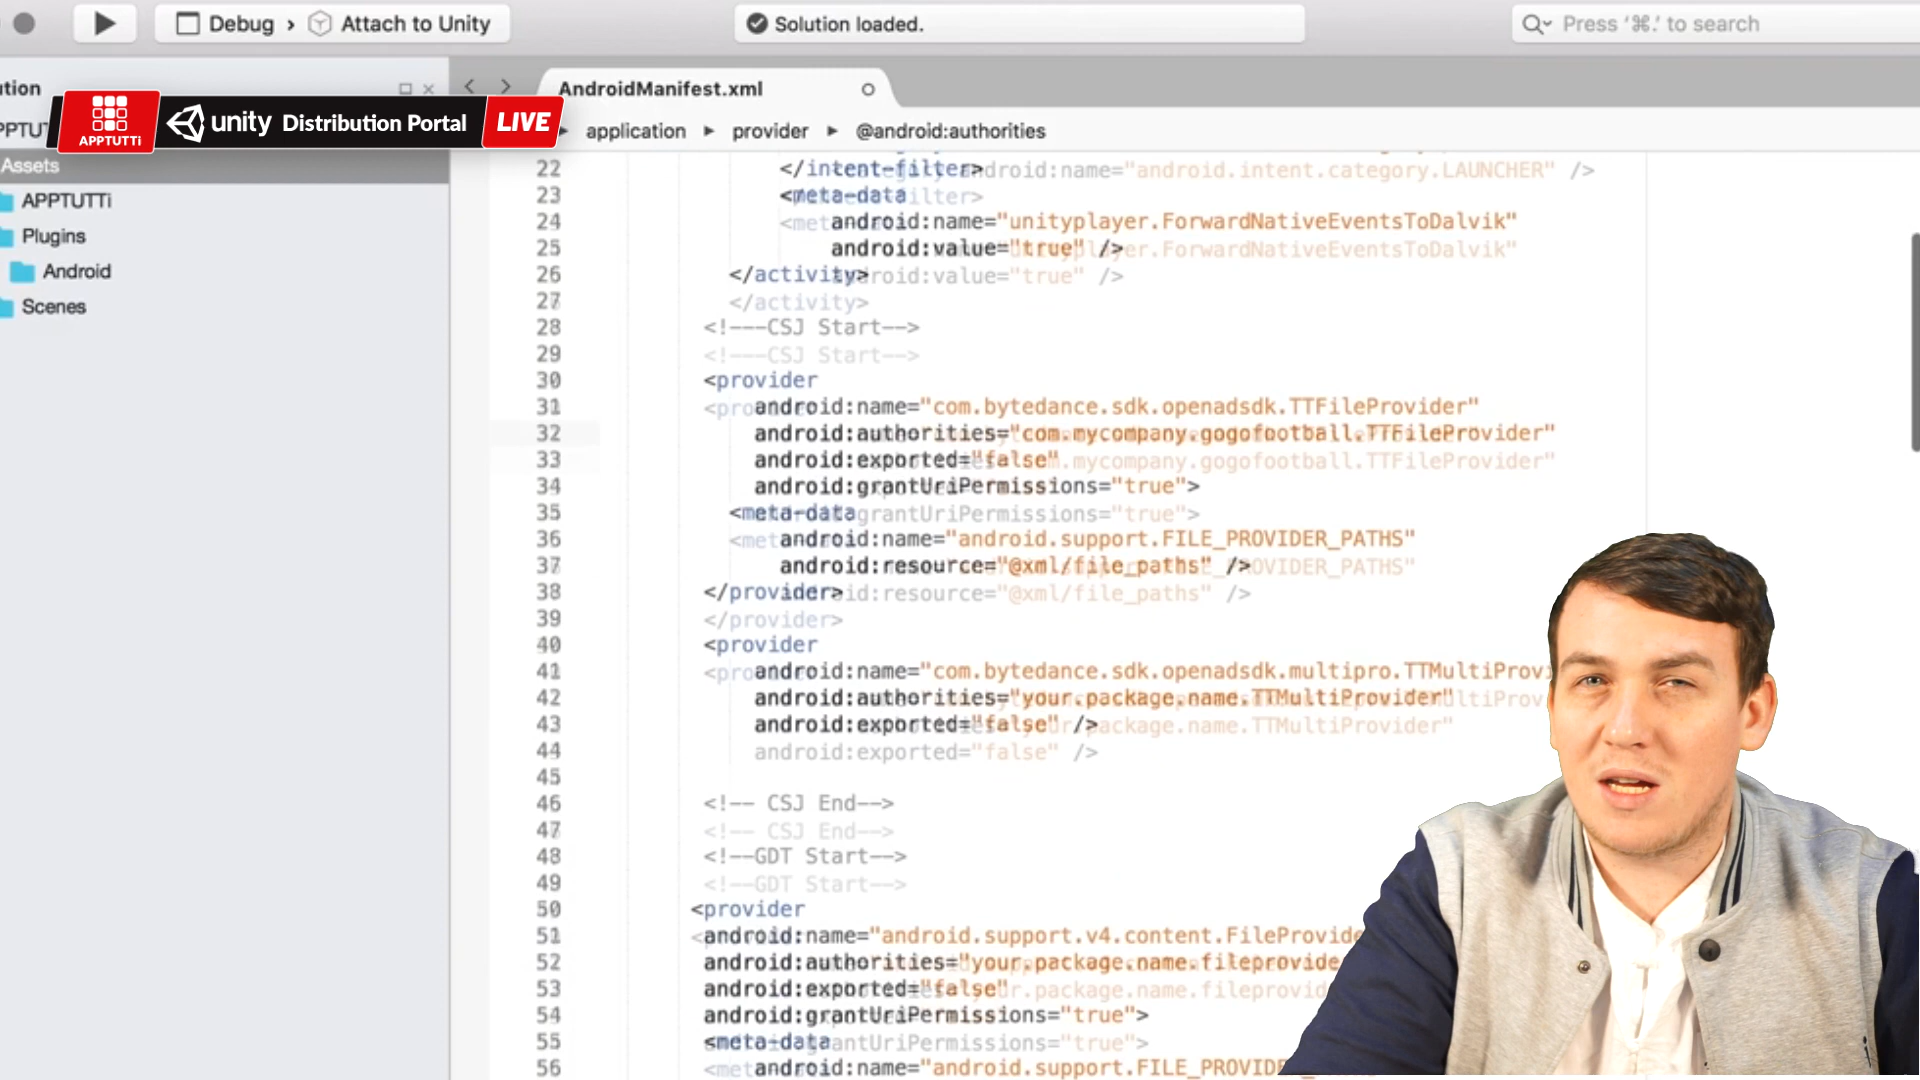 Debug › Attach to Unity
Solution loaded.
Press ‘⌘.’ to search
ution
AndroidManifest.xml
APPTUTTi
unity Distribution Portal
LIVE
application ▸ provider ▸ @android:authorities
Assets
APPTUTTi
Plugins
Android
Scenes
22 </intent-filter>
23 <meta-data
24 android:name="unityplayer.ForwardNativeEventsToDalvik"
25 android:value="true" />
26 </activity>
27
28 <!---CSJ Start-->
29
30 <provider
31 android:name="com.bytedance.sdk.openadsdk.TTFileProvider"
32 android:authorities="com.mycompany.gogofootball.TTFileProvider"
33 android:exported="false"
34 android:grantUriPermissions="true">
35 <meta-data
36 android:name="android.support.FILE_PROVIDER_PATHS"
37 android:resource="@xml/file_paths" />
38 </provider>
39
40 <provider
41 android:name="com.bytedance.sdk.openadsdk.multipro.TTMultiProvi
42 android:authorities="your.package.name.TTMultiProvider"
43 android:exported="false" />
44
45
46 <!-- CSJ End-->
47
48 <!--GDT Start-->
49
50 <provider
51 android:name="android.support.v4.content.FileProvide
52 android:authorities="your.package.name.fileprovide
53 android:exported="false"
54 android:grantUriPermissions="true">
55 <meta-data
56 android:name="android.support.FILE_PROVIDE